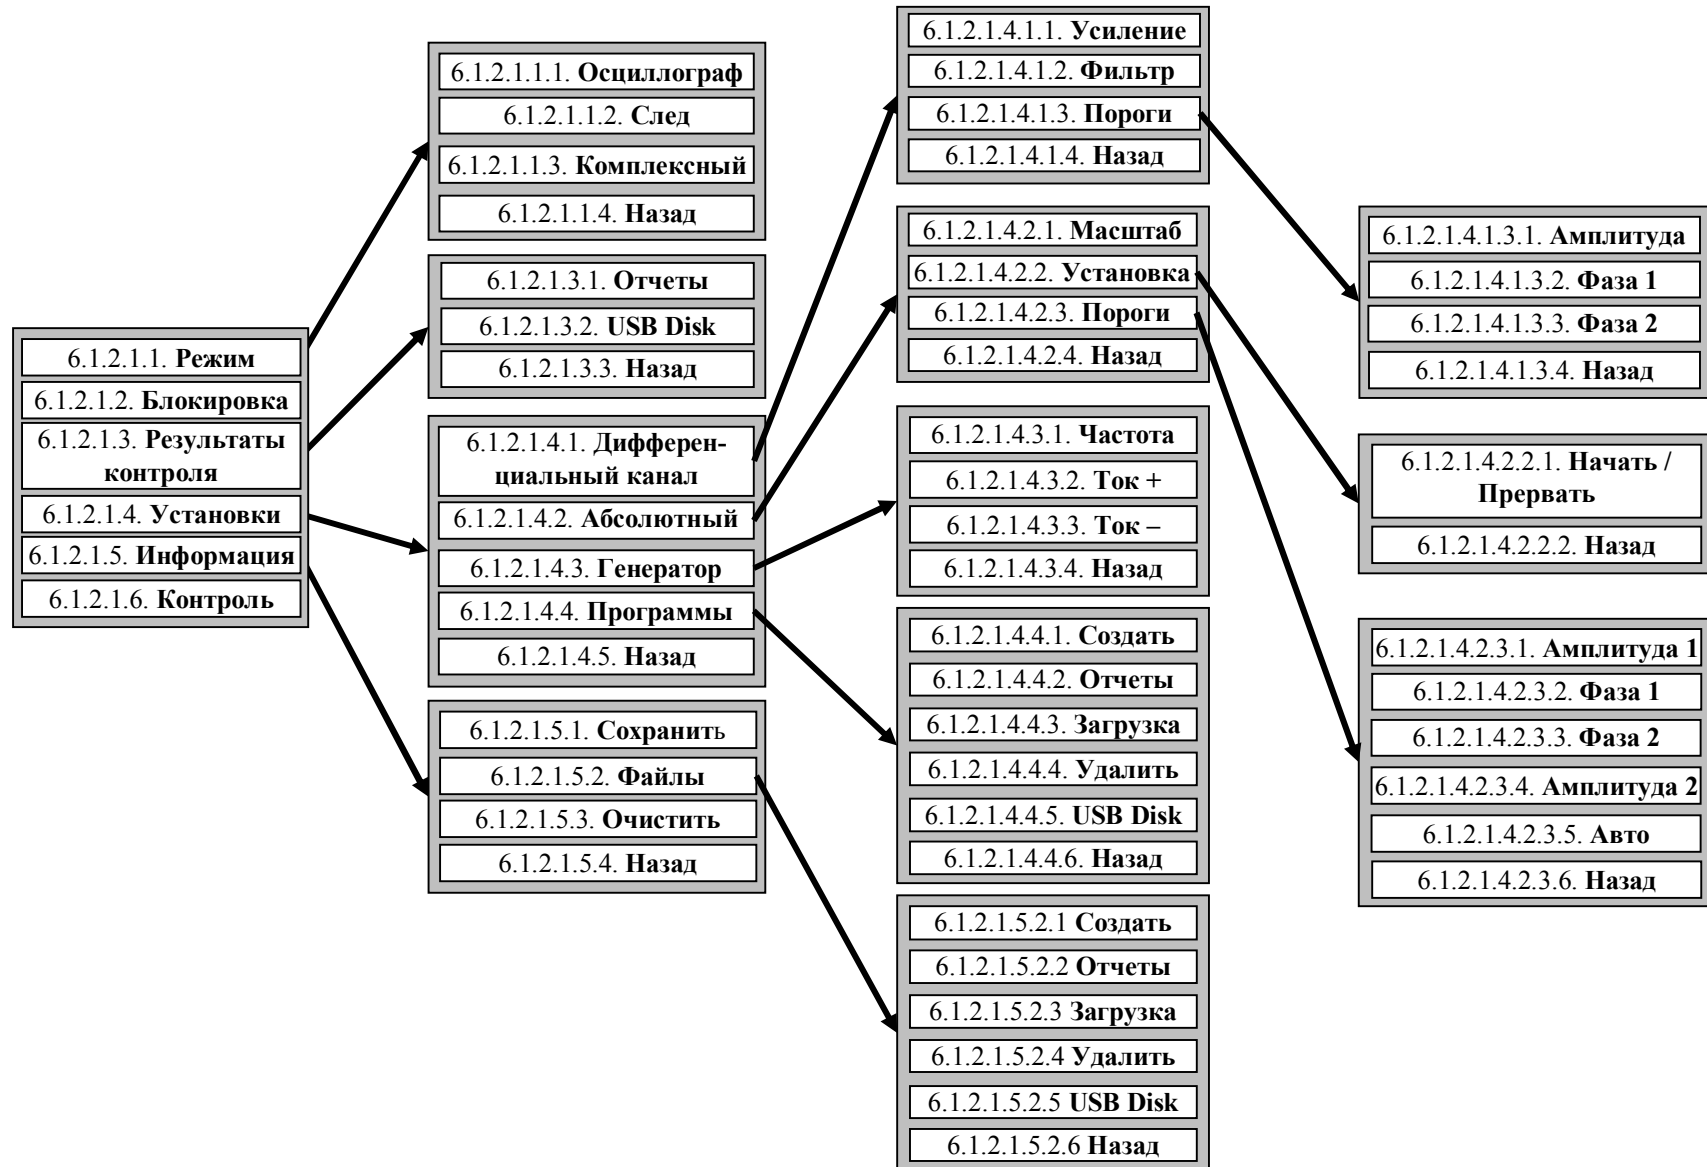 6.1.2.1.1. Режим
6.1.2.1.2. Блокировка
6.1.2.1.3. Результаты
контроля
6.1.2.1.4. Установки
6.1.2.1.5. Информация
6.1.2.1.6. Контроль
6.1.2.1.1.1. Осциллограф
6.1.2.1.1.2. След
6.1.2.1.1.3. Комплексный
6.1.2.1.1.4. Назад
6.1.2.1.3.1. Отчеты
6.1.2.1.3.2. USB Disk
6.1.2.1.3.3. Назад
6.1.2.1.4.1. Дифферен-
циальный канал
6.1.2.1.4.2. Абсолютный
6.1.2.1.4.3. Генератор
6.1.2.1.4.4. Программы
6.1.2.1.4.5. Назад
6.1.2.1.5.1. Сохранить
6.1.2.1.5.2. Файлы
6.1.2.1.5.3. Очистить
6.1.2.1.5.4. Назад
6.1.2.1.4.1.1. Усиление
6.1.2.1.4.1.2. Фильтр
6.1.2.1.4.1.3. Пороги
6.1.2.1.4.1.4. Назад
6.1.2.1.4.2.1. Масштаб
6.1.2.1.4.2.2. Установка
6.1.2.1.4.2.3. Пороги
6.1.2.1.4.2.4. Назад
6.1.2.1.4.3.1. Частота
6.1.2.1.4.3.2. Ток +
6.1.2.1.4.3.3. Ток –
6.1.2.1.4.3.4. Назад
6.1.2.1.4.4.1. Создать
6.1.2.1.4.4.2. Отчеты
6.1.2.1.4.4.3. Загрузка
6.1.2.1.4.4.4. Удалить
6.1.2.1.4.4.5. USB Disk
6.1.2.1.4.4.6. Назад
6.1.2.1.5.2.1 Создать
6.1.2.1.5.2.2 Отчеты
6.1.2.1.5.2.3 Загрузка
6.1.2.1.5.2.4 Удалить
6.1.2.1.5.2.5 USB Disk
6.1.2.1.5.2.6 Назад
6.1.2.1.4.1.3.1. Амплитуда
6.1.2.1.4.1.3.2. Фаза 1
6.1.2.1.4.1.3.3. Фаза 2
6.1.2.1.4.1.3.4. Назад
6.1.2.1.4.2.2.1. Начать /
Прервать
6.1.2.1.4.2.2.2. Назад
6.1.2.1.4.2.3.1. Амплитуда 1
6.1.2.1.4.2.3.2. Фаза 1
6.1.2.1.4.2.3.3. Фаза 2
6.1.2.1.4.2.3.4. Амплитуда 2
6.1.2.1.4.2.3.5. Авто
6.1.2.1.4.2.3.6. Назад